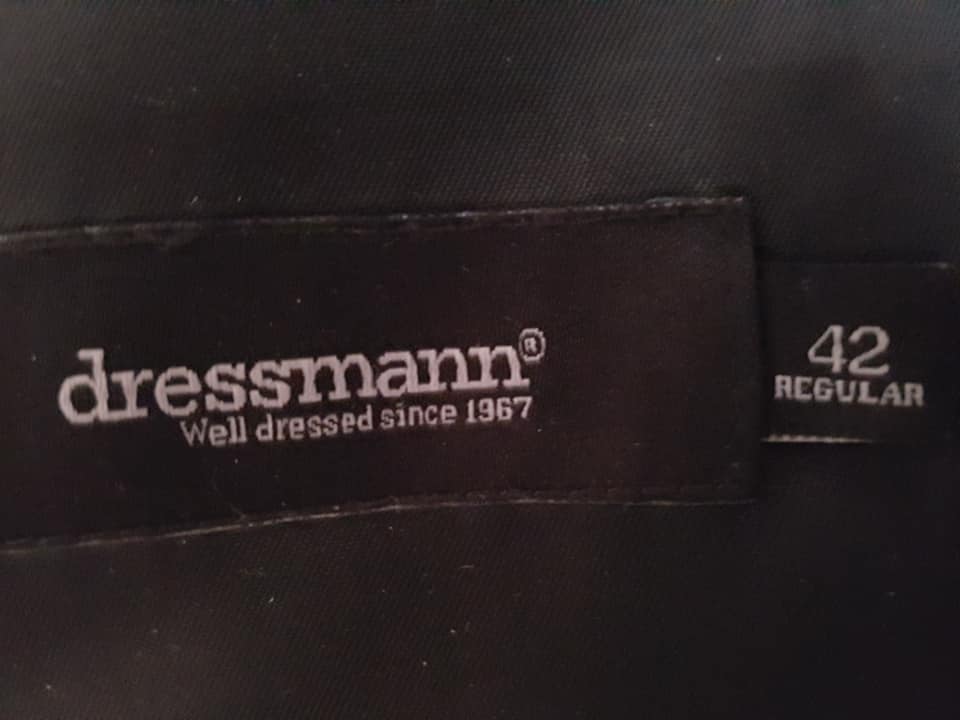 dressmann®
Well dressed since 1967
42
REGULAR